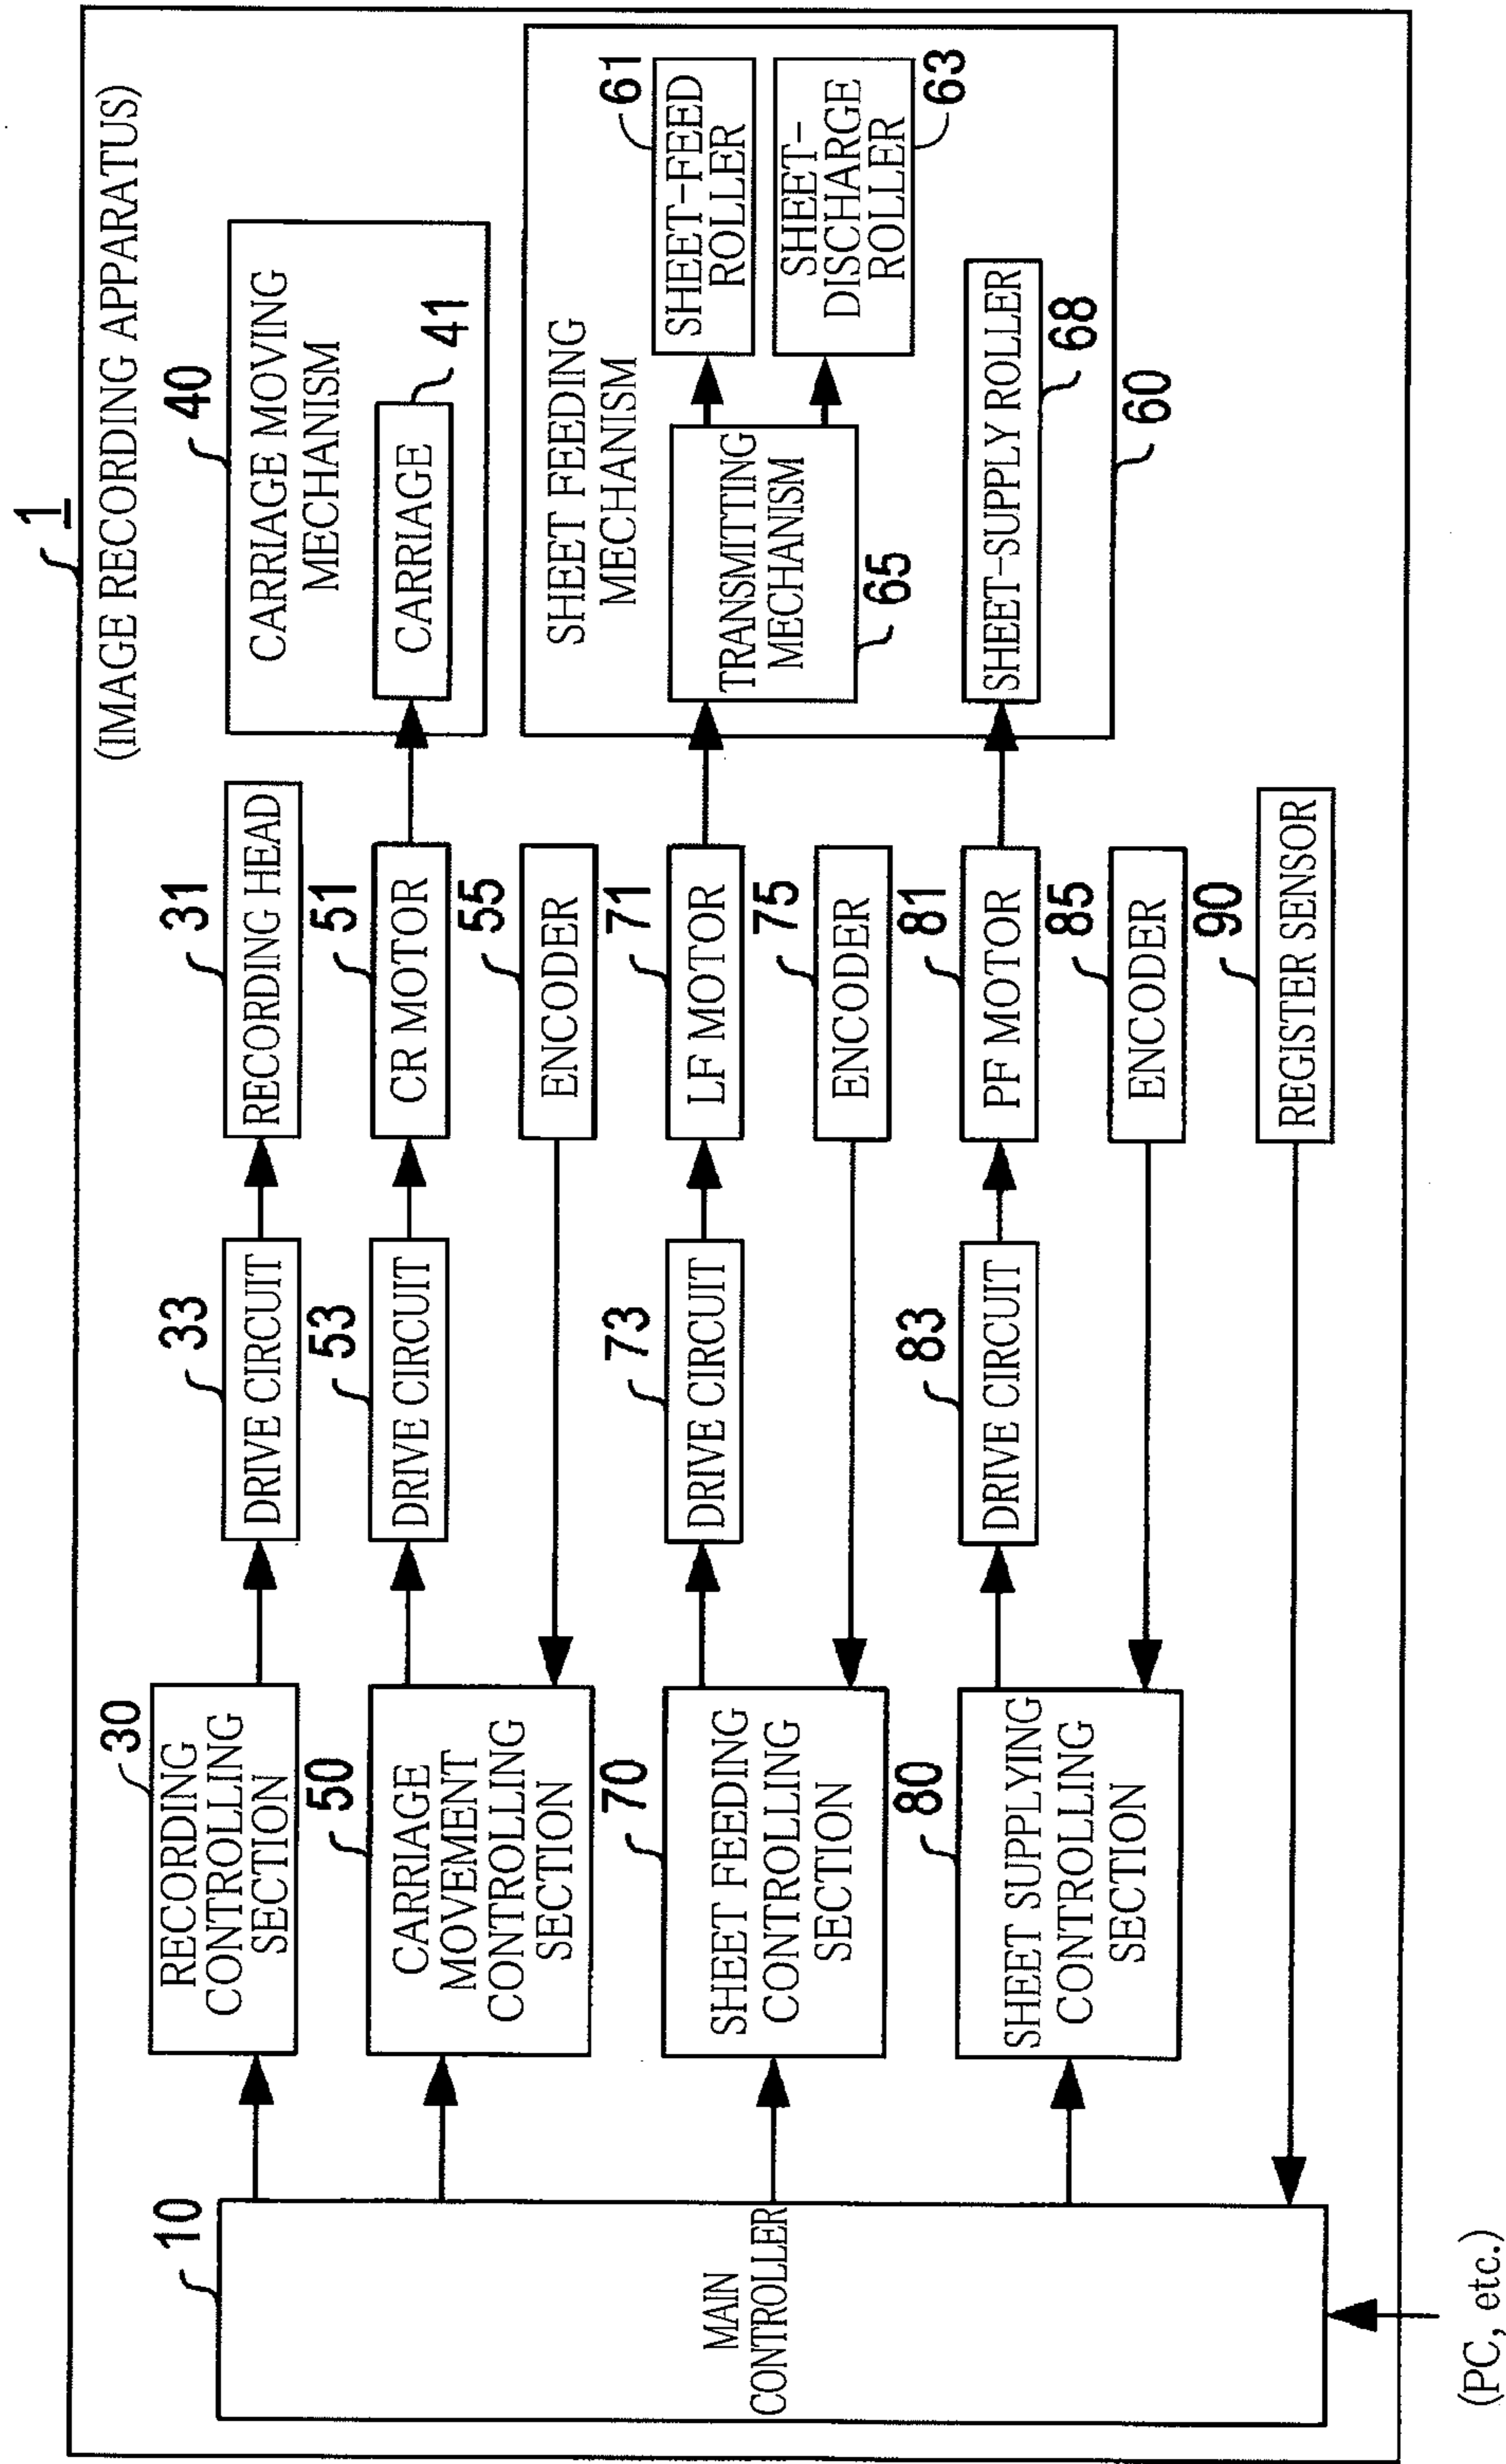 1
(IMAGE RECORDING APPARATUS)
10
MAIN
CONTROLLER
(PC, etc.)
30
RECORDING
CONTROLLING
SECTION
33
DRIVE CIRCUIT
31
RECORDING HEAD
40
CARRIAGE MOVING
MECHANISM
CARRIAGE
41
50
CARRIAGE
MOVEMENT
CONTROLLING
SECTION
53
DRIVE CIRCUIT
51
CR MOTOR
55
ENCODER
70
SHEET FEEDING
CONTROLLING
SECTION
73
DRIVE CIRCUIT
71
LF MOTOR
75
ENCODER
SHEET FEEDING
MECHANISM
TRANSMITTING
MECHANISM
65
SHEET-FEED
ROLLER
61
SHEET-
DISCHARGE
ROLLER
63
80
SHEET SUPPLYING
CONTROLLING
SECTION
83
DRIVE CIRCUIT
81
PF MOTOR
SHEET-SUPPLY ROLLER
68
60
85
ENCODER
90
REGISTER SENSOR